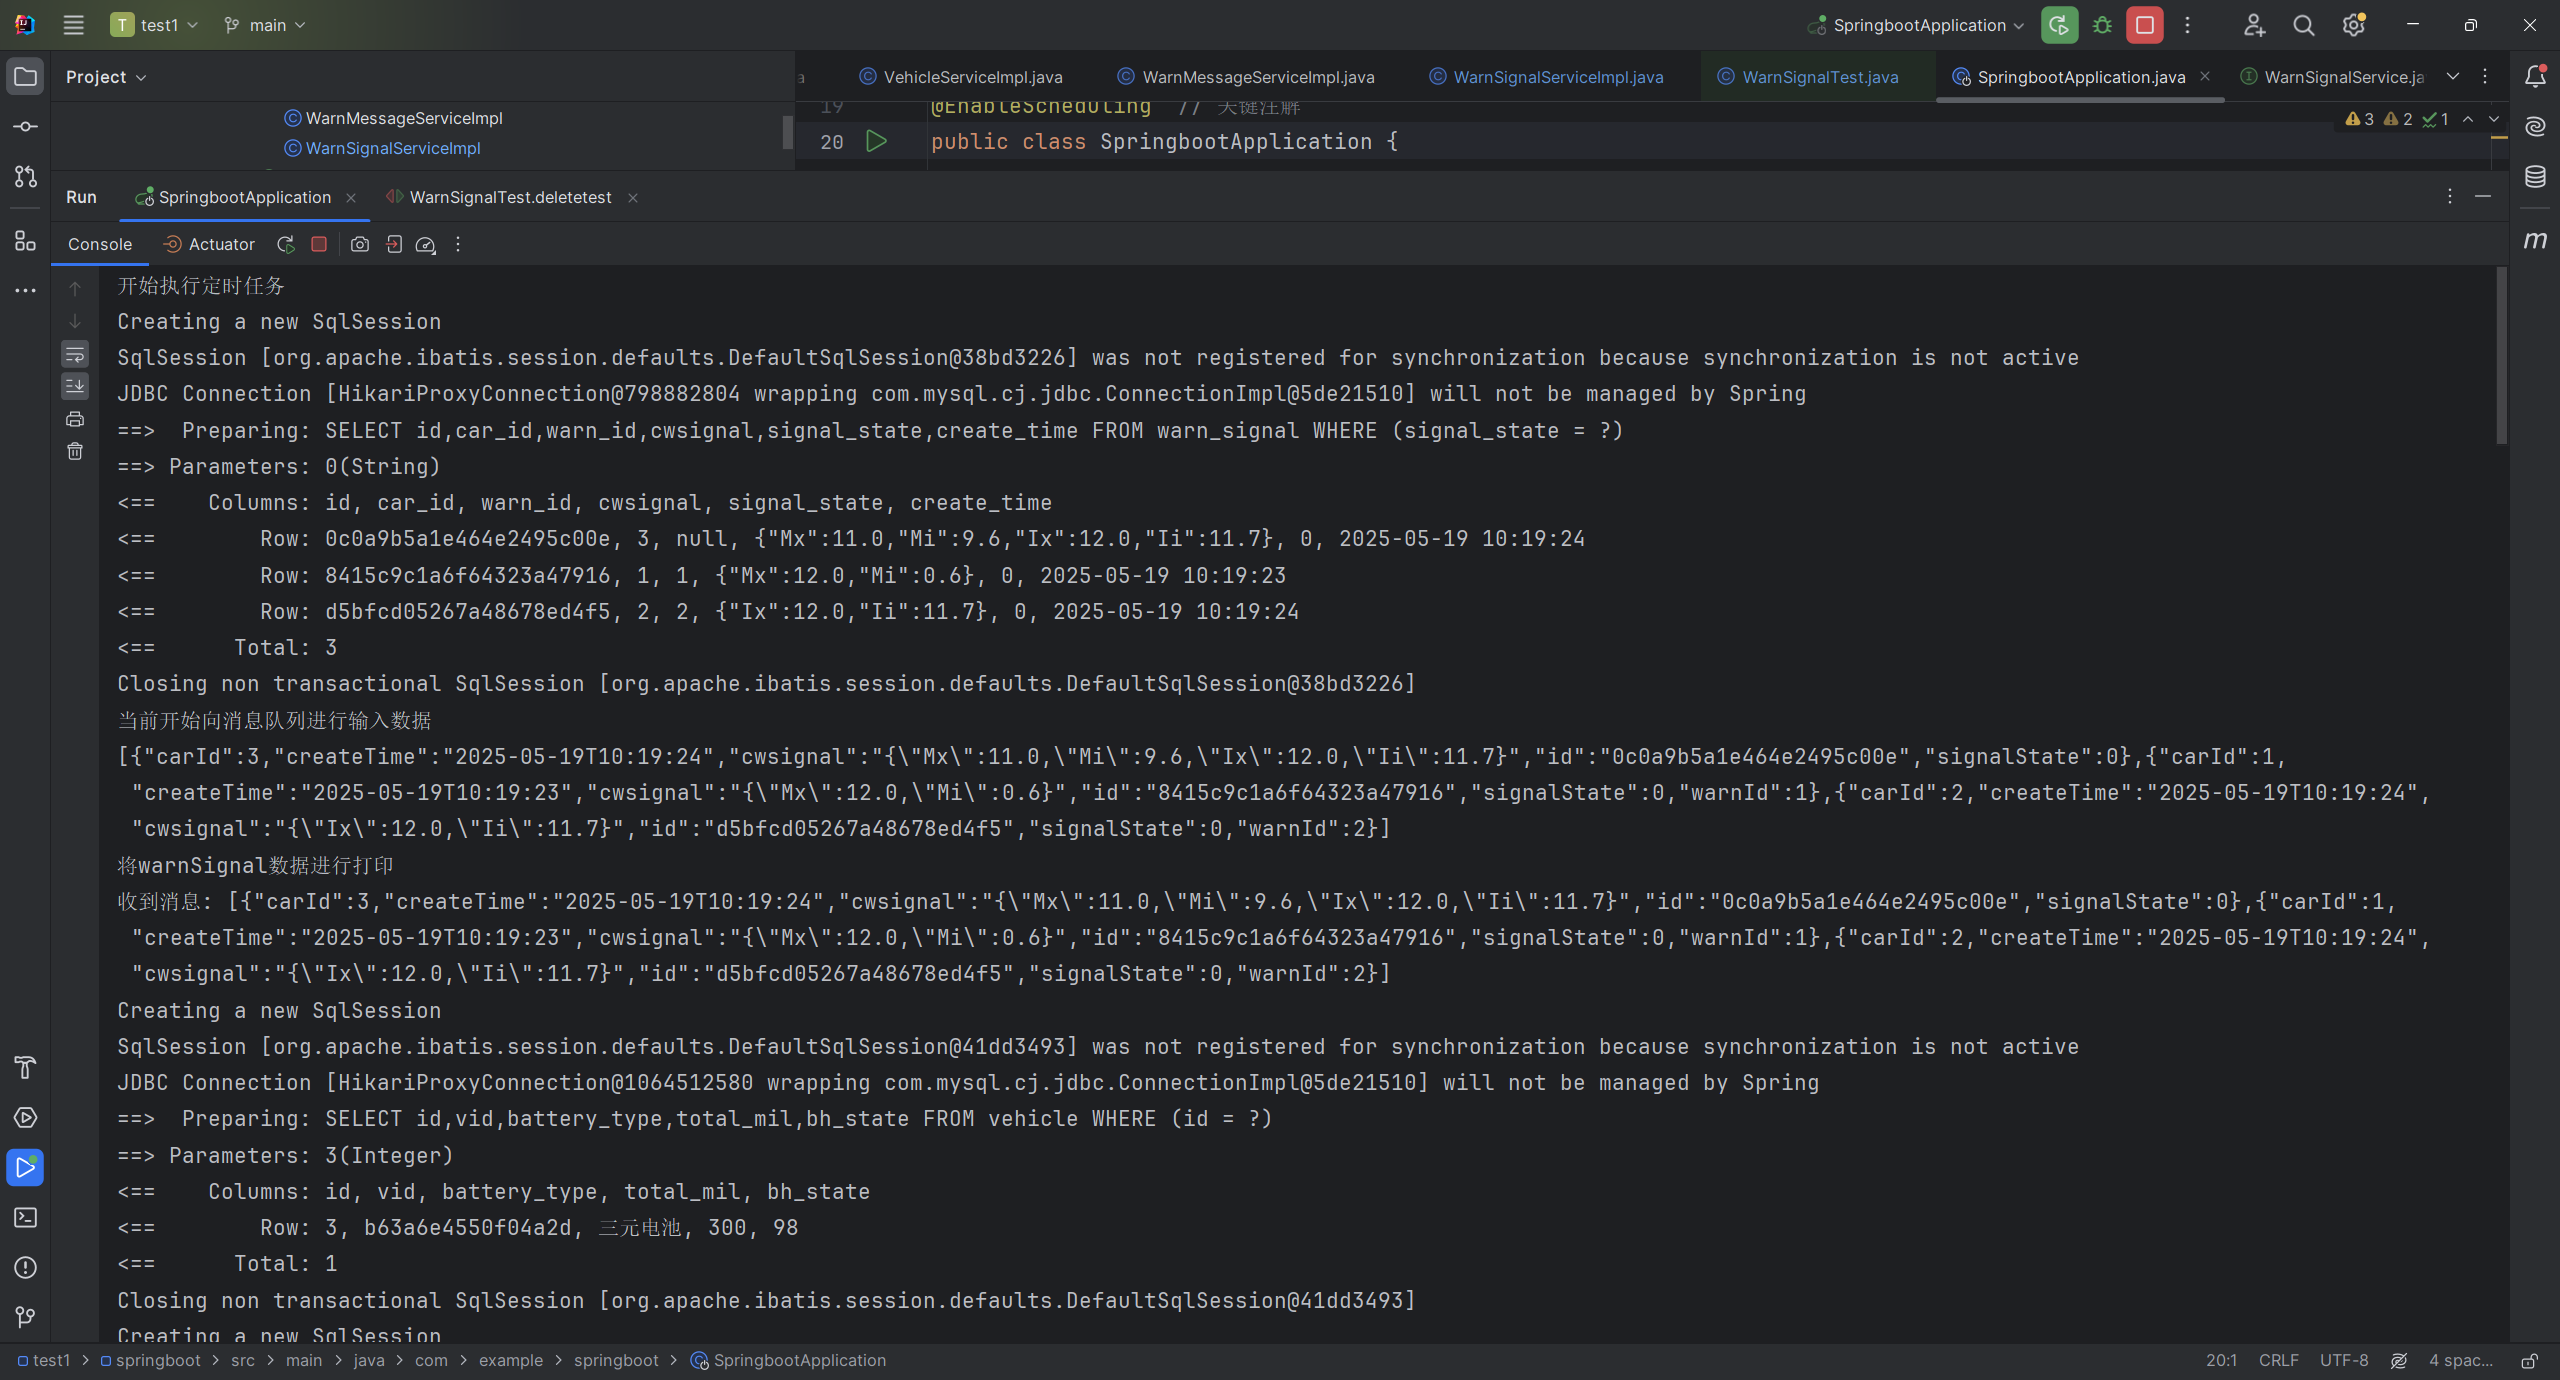 T test1 main SpringbootApplication
Project
VehicleServiceImpl.java WarnMessageServiceImpl.java WarnSignalServiceImpl.java WarnSignalTest.java SpringbootApplication.java WarnSignalService.ja
WarnMessageServiceImpl
WarnSignalServiceImpl
19 @EnableScheduling // 关键注解
20 public class SpringbootApplication {
3 2 1
Run SpringbootApplication WarnSignalTest.deletetest
Console Actuator
开始执行定时任务
Creating a new SqlSession
SqlSession [org.apache.ibatis.session.defaults.DefaultSqlSession@38bd3226] was not registered for synchronization because synchronization is not active
JDBC Connection [HikariProxyConnection@798882804 wrapping com.mysql.cj.jdbc.ConnectionImpl@5de21510] will not be managed by Spring
==>  Preparing: SELECT id,car_id,warn_id,cwsignal,signal_state,create_time FROM warn_signal WHERE (signal_state = ?)
==> Parameters: 0(String)
<==    Columns: id, car_id, warn_id, cwsignal, signal_state, create_time
<==        Row: 0c0a9b5a1e464e2495c00e, 3, null, {"Mx":11.0,"Mi":9.6,"Ix":12.0,"Ii":11.7}, 0, 2025-05-19 10:19:24
<==        Row: 8415c9c1a6f64323a47916, 1, 1, {"Mx":12.0,"Mi":0.6}, 0, 2025-05-19 10:19:23
<==        Row: d5bfcd05267a48678ed4f5, 2, 2, {"Ix":12.0,"Ii":11.7}, 0, 2025-05-19 10:19:24
<==      Total: 3
Closing non transactional SqlSession [org.apache.ibatis.session.defaults.DefaultSqlSession@38bd3226]
当前开始向消息队列进行输入数据
[{"carId":3,"createTime":"2025-05-19T10:19:24","cwsignal":"{\"Mx\":11.0,\"Mi\":9.6,\"Ix\":12.0,\"Ii\":11.7}","id":"0c0a9b5a1e464e2495c00e","signalState":0},{"carId":1,
"createTime":"2025-05-19T10:19:23","cwsignal":"{\"Mx\":12.0,\"Mi\":0.6}","id":"8415c9c1a6f64323a47916","signalState":0,"warnId":1},{"carId":2,"createTime":"2025-05-19T10:19:24",
"cwsignal":"{\"Ix\":12.0,\"Ii\":11.7}","id":"d5bfcd05267a48678ed4f5","signalState":0,"warnId":2}]
将warnSignal数据进行打印
收到消息: [{"carId":3,"createTime":"2025-05-19T10:19:24","cwsignal":"{\"Mx\":11.0,\"Mi\":9.6,\"Ix\":12.0,\"Ii\":11.7}","id":"0c0a9b5a1e464e2495c00e","signalState":0},{"carId":1,
"createTime":"2025-05-19T10:19:23","cwsignal":"{\"Mx\":12.0,\"Mi\":0.6}","id":"8415c9c1a6f64323a47916","signalState":0,"warnId":1},{"carId":2,"createTime":"2025-05-19T10:19:24",
"cwsignal":"{\"Ix\":12.0,\"Ii\":11.7}","id":"d5bfcd05267a48678ed4f5","signalState":0,"warnId":2}]
Creating a new SqlSession
SqlSession [org.apache.ibatis.session.defaults.DefaultSqlSession@41dd3493] was not registered for synchronization because synchronization is not active
JDBC Connection [HikariProxyConnection@1064512580 wrapping com.mysql.cj.jdbc.ConnectionImpl@5de21510] will not be managed by Spring
==>  Preparing: SELECT id,vid,battery_type,total_mil,bh_state FROM vehicle WHERE (id = ?)
==> Parameters: 3(Integer)
<==    Columns: id, vid, battery_type, total_mil, bh_state
<==        Row: 3, b63a6e4550f04a2d, 三元电池, 300, 98
<==      Total: 1
Closing non transactional SqlSession [org.apache.ibatis.session.defaults.DefaultSqlSession@41dd3493]
Creating a new SqlSession
test1 > springboot > src > main > java > com > example > springboot > SpringbootApplication 20:1 CRLF UTF-8 4 spac...